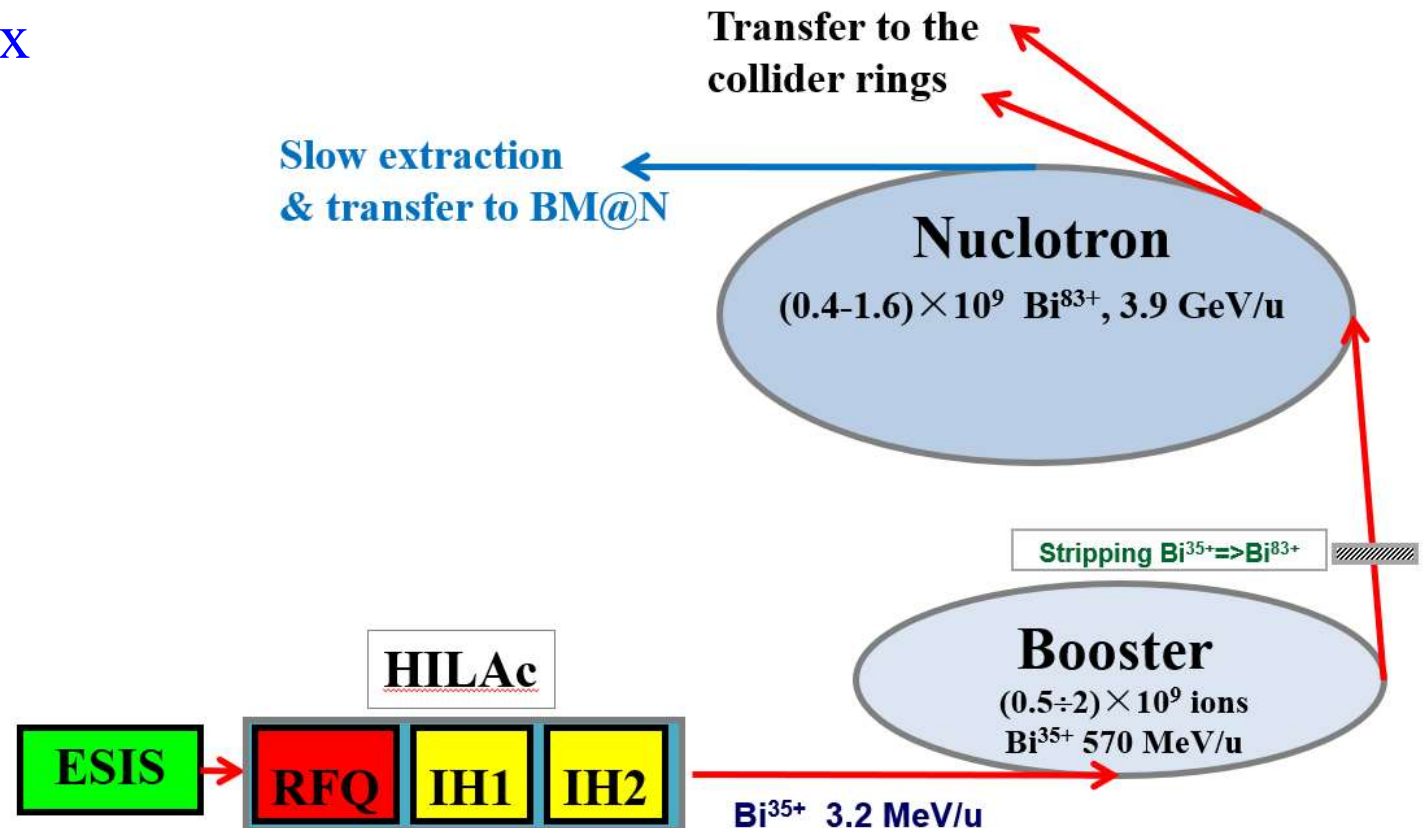 x
Transfer to the
collider rings
Slow extraction
& transfer to BM@N
Nuclotron
(0.4-1.6)×10⁹ Bi⁸³⁺, 3.9 GeV/u
Stripping Bi³⁵⁺=>Bi⁸³⁺
Booster
(0.5÷2)×10⁹ ions
Bi³⁵⁺ 570 MeV/u
HILAc
ESIS
RFQ
IH1
IH2
Bi³⁵⁺ 3.2 MeV/u